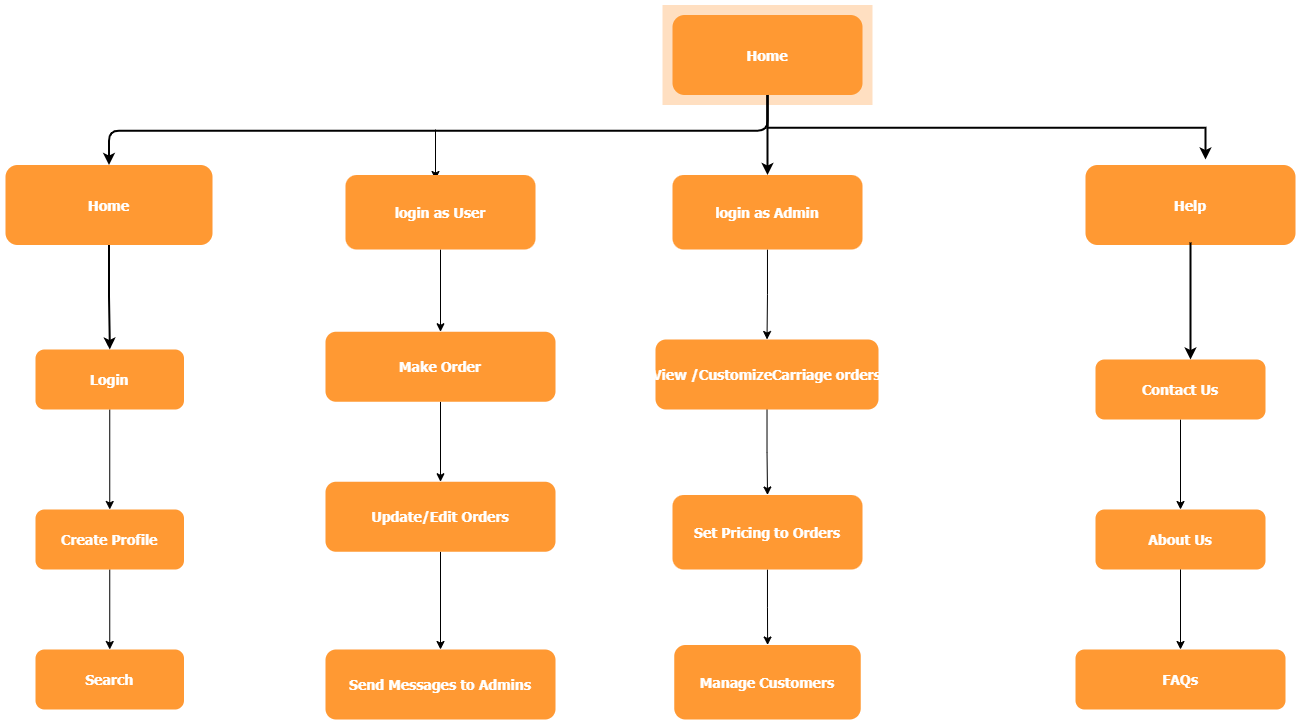 Home
Home
login as User
login as Admin
Help
Login
Make Order
View /CustomizeCarriage orders
Contact Us
Create Profile
Update/Edit Orders
Set Pricing to Orders
About Us
Search
Send Messages to Admins
Manage Customers
FAQs